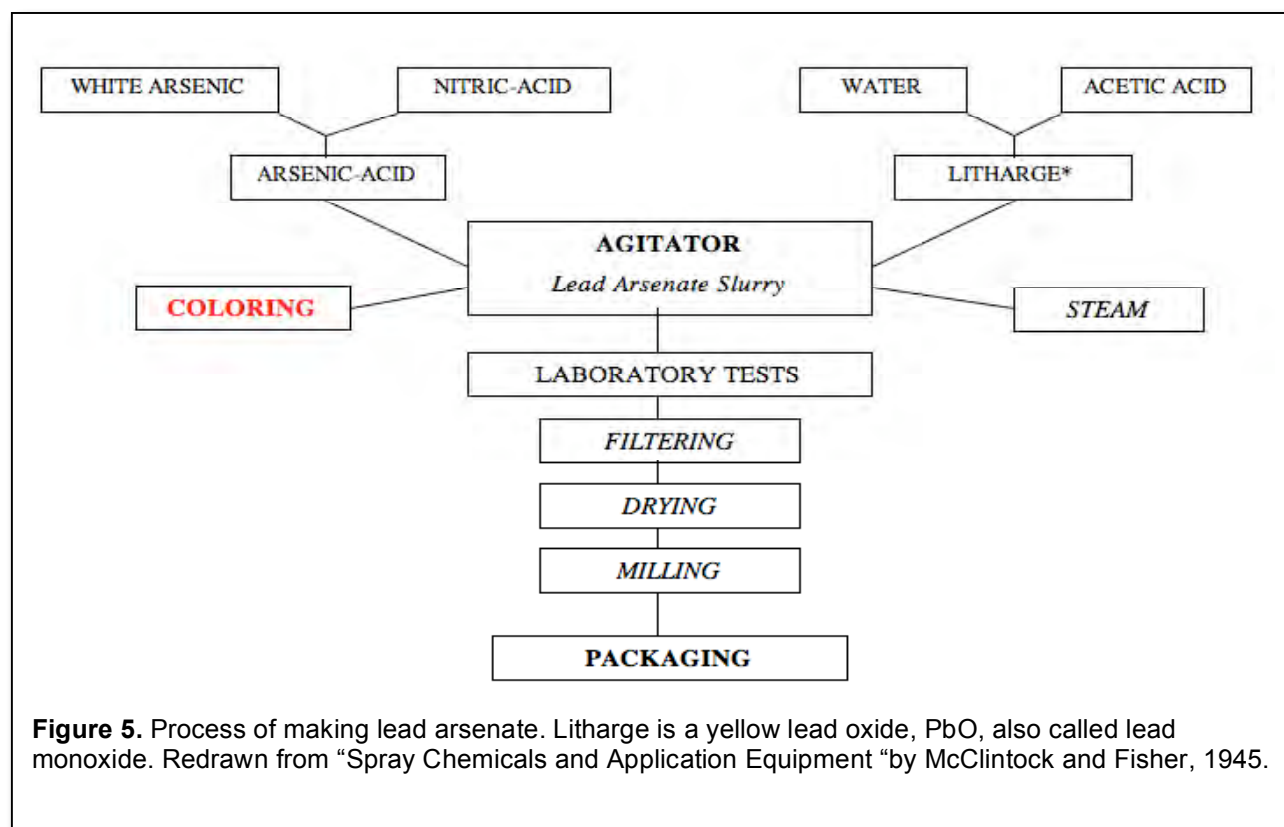 WHITE ARSENIC
NITRIC-ACID
WATER
ACETIC ACID
ARSENIC-ACID
LITHARGE*
AGITATOR
Lead Arsenate Slurry
COLORING
STEAM
LABORATORY TESTS
FILTERING
DRYING
MILLING
PACKAGING
Figure 5. Process of making lead arsenate. Litharge is a yellow lead oxide, PbO, also called lead
monoxide. Redrawn from “Spray Chemicals and Application Equipment “by McClintock and Fisher, 1945.